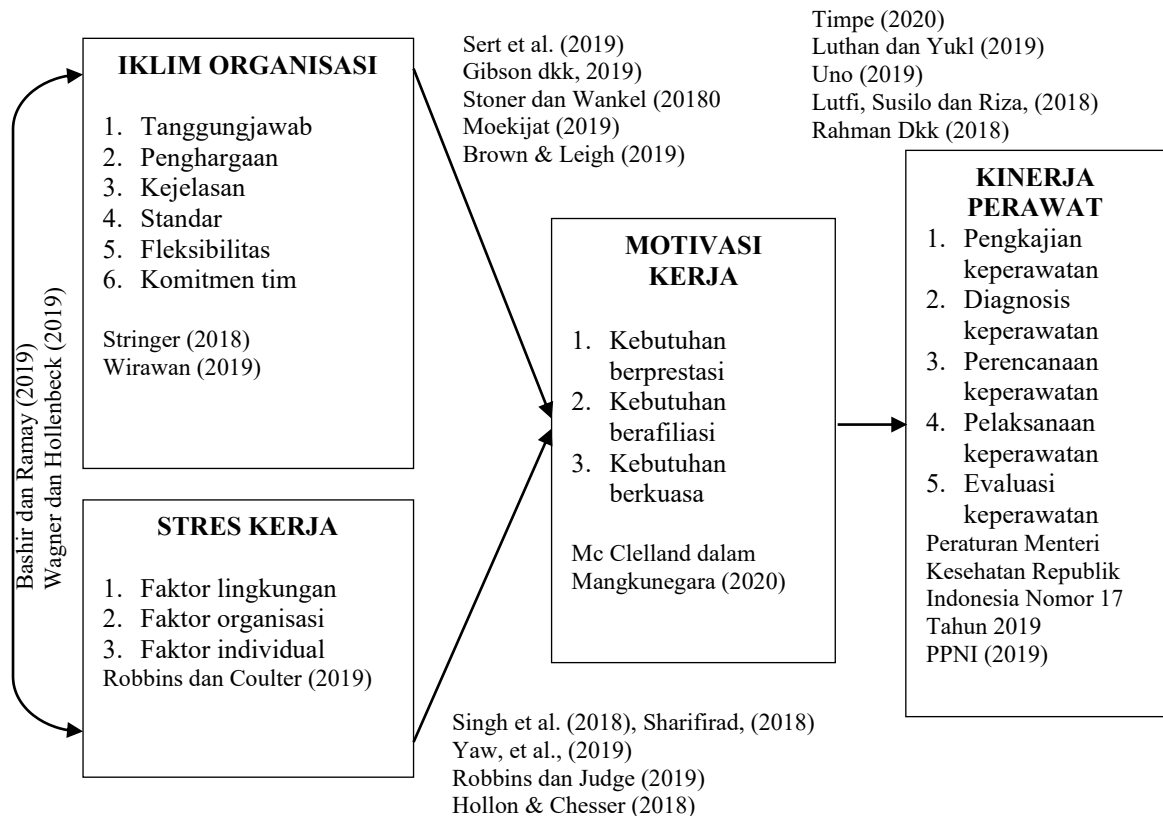 IKLIM ORGANISASI
1. Tanggungjawab
2. Penghargaan
3. Kejelasan
4. Standar
5. Fleksibilitas
6. Komitmen tim
Stringer (2018)
Wirawan (2019)
Bashir dan Ramay (2019)
Wagner dan Hollenbeck (2019)
STRES KERJA
1. Faktor lingkungan
2. Faktor organisasi
3. Faktor individual
Robbins dan Coulter (2019)
Sert et al. (2019)
Gibson dkk, 2019)
Stoner dan Wankel (20180
Moekijat (2019)
Brown & Leigh (2019)
MOTIVASI
KERJA
1. Kebutuhan
berprestasi
2. Kebutuhan
berafiliasi
3. Kebutuhan
berkuasa
Mc Clelland dalam
Mangkunegara (2020)
Singh et al. (2018), Sharifirad, (2018)
Yaw, et al., (2019)
Robbins dan Judge (2019)
Hollon & Chesser (2018)
Timpe (2020)
Luthan dan Yukl (2019)
Uno (2019)
Lutfi, Susilo dan Riza, (2018)
Rahman Dkk (2018)
KINERJA
PERAWAT
1. Pengkajian
keperawatan
2. Diagnosis
keperawatan
3. Perencanaan
keperawatan
4. Pelaksanaan
keperawatan
5. Evaluasi
keperawatan
Peraturan Menteri
Kesehatan Republik
Indonesia Nomor 17
Tahun 2019
PPNI (2019)